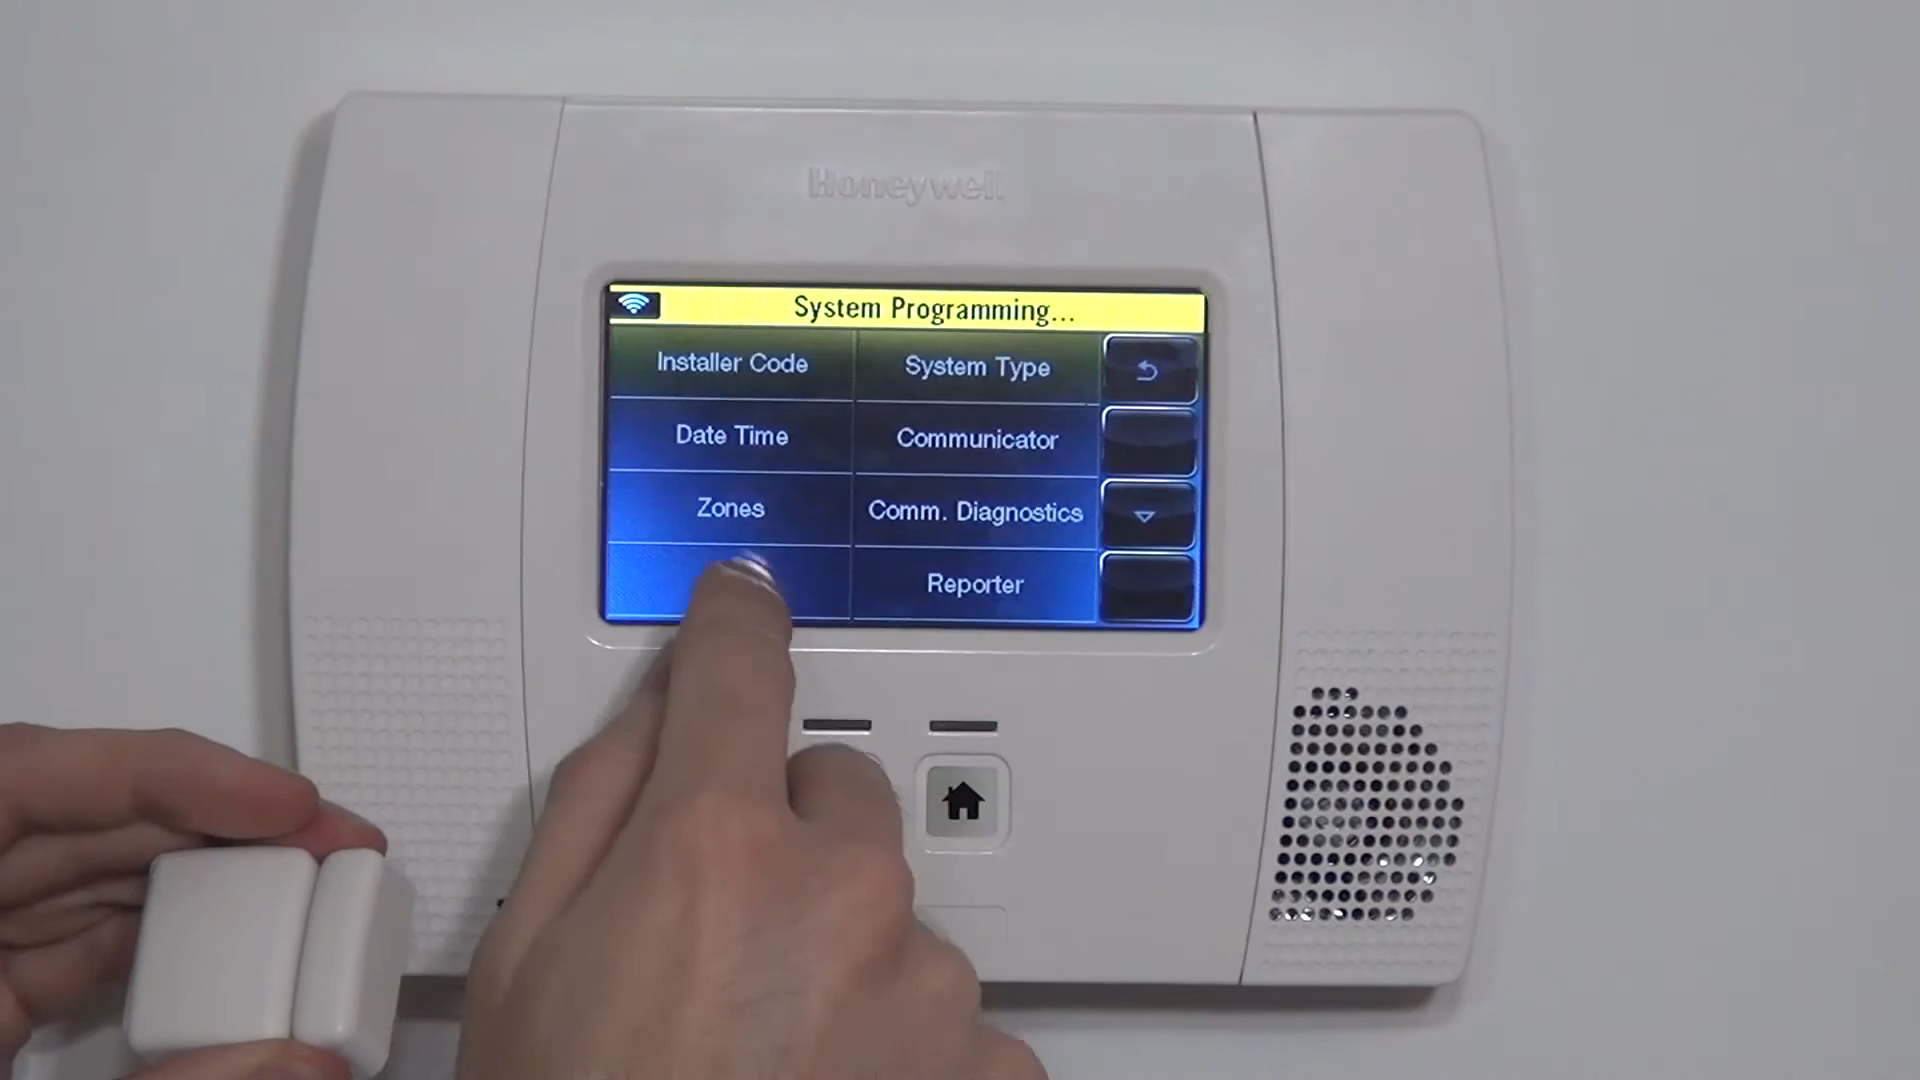 Honeywell
System Programming...
Installer Code
System Type
Date Time
Communicator
Zones
Comm. Diagnostics
Reporter